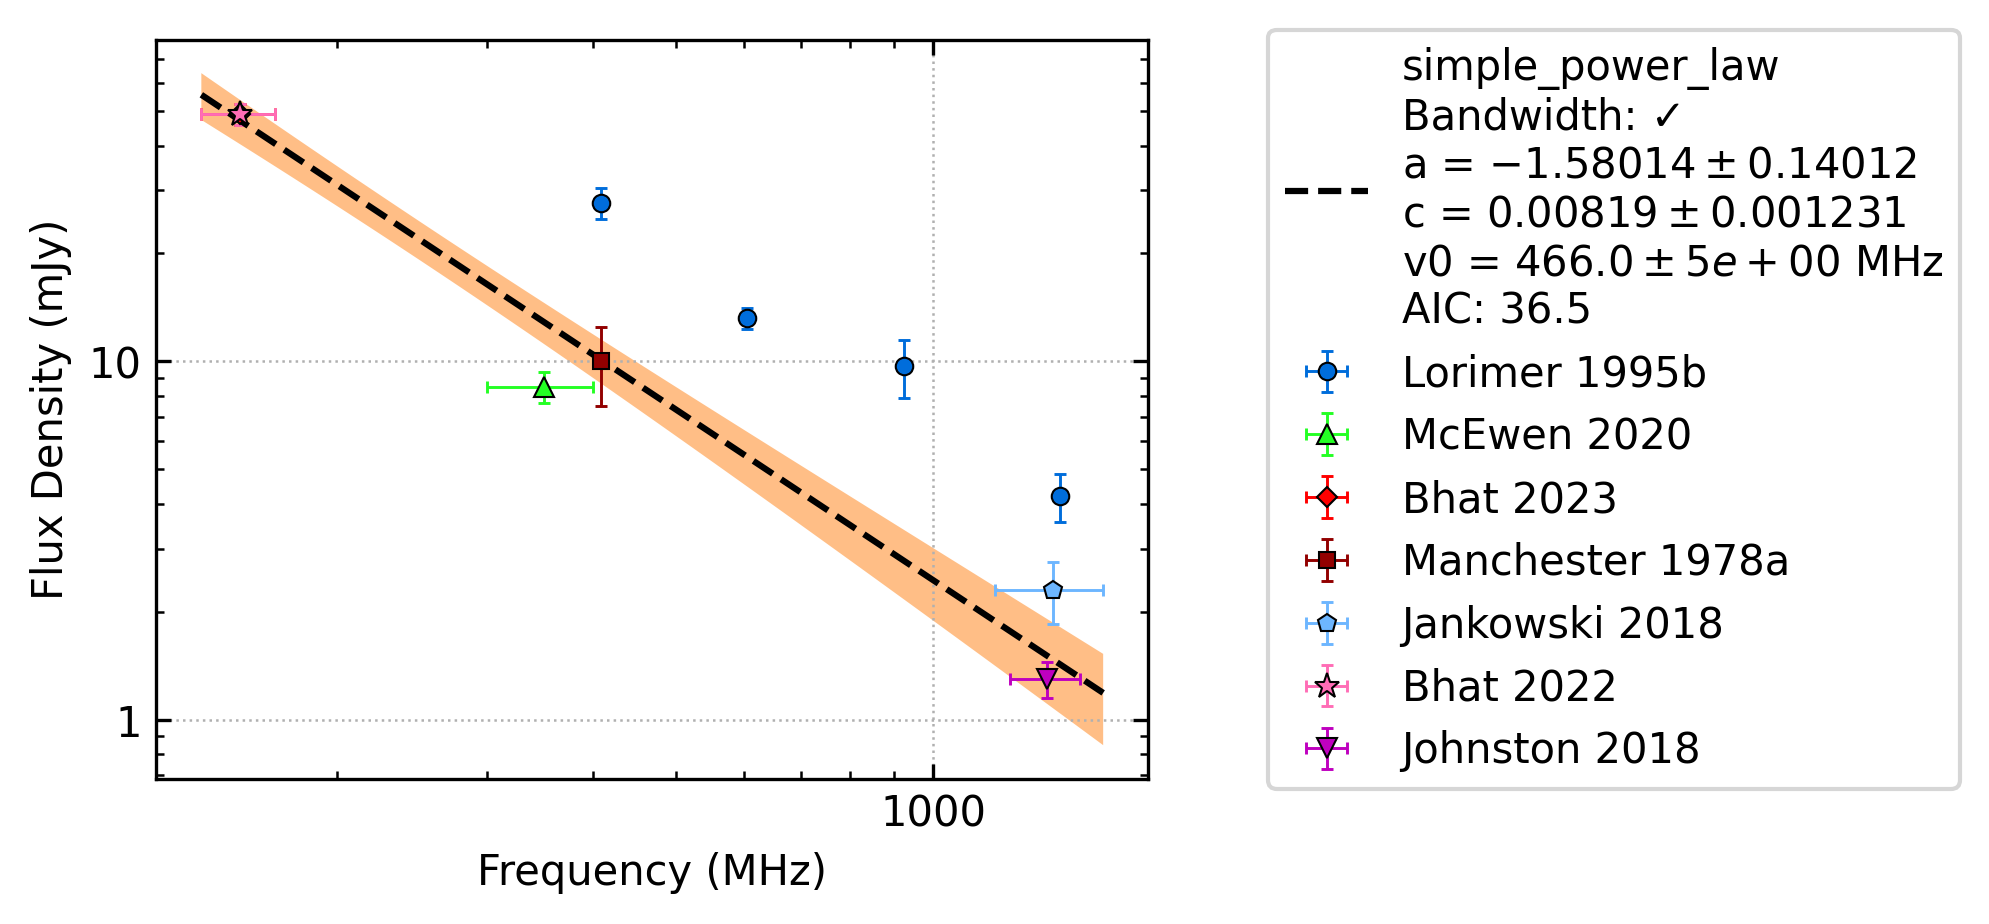 Flux Density (mJy)
10
1
1000
Frequency (MHz)
simple_power_law
Bandwidth: ✓
a = −1.58014 ± 0.14012
c = 0.00819 ± 0.001231
v0 = 466.0 ± 5e + 00 MHz
AIC: 36.5
Lorimer 1995b
McEwen 2020
Bhat 2023
Manchester 1978a
Jankowski 2018
Bhat 2022
Johnston 2018